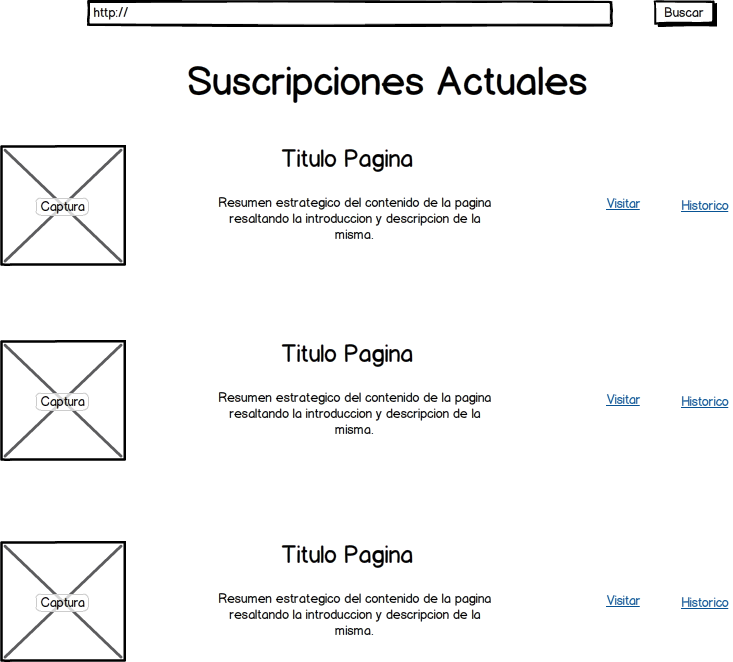 http://
Buscar
Suscripciones Actuales
Titulo Pagina
Captura
Resumen estrategico del contenido de la pagina
resaltando la introduccion y descripcion de la
misma.
Visitar
Historico
Titulo Pagina
Captura
Resumen estrategico del contenido de la pagina
resaltando la introduccion y descripcion de la
misma.
Visitar
Historico
Titulo Pagina
Captura
Resumen estrategico del contenido de la pagina
resaltando la introduccion y descripcion de la
misma.
Visitar
Historico